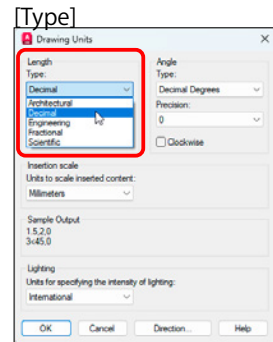 [Type]
Drawing Units
Length
Type:
Decimal
Architectural
Decimal
Engineering
Fractional
Scientific
Angle
Type:
Decimal Degrees
Precision:
0
Clockwise
Insertion scale
Units to scale inserted content:
Millimeters
Sample Output
1.5,2,0
3<45,0
Lighting
Units for specifying the intensity of lighting:
International
OK Cancel Direction... Help